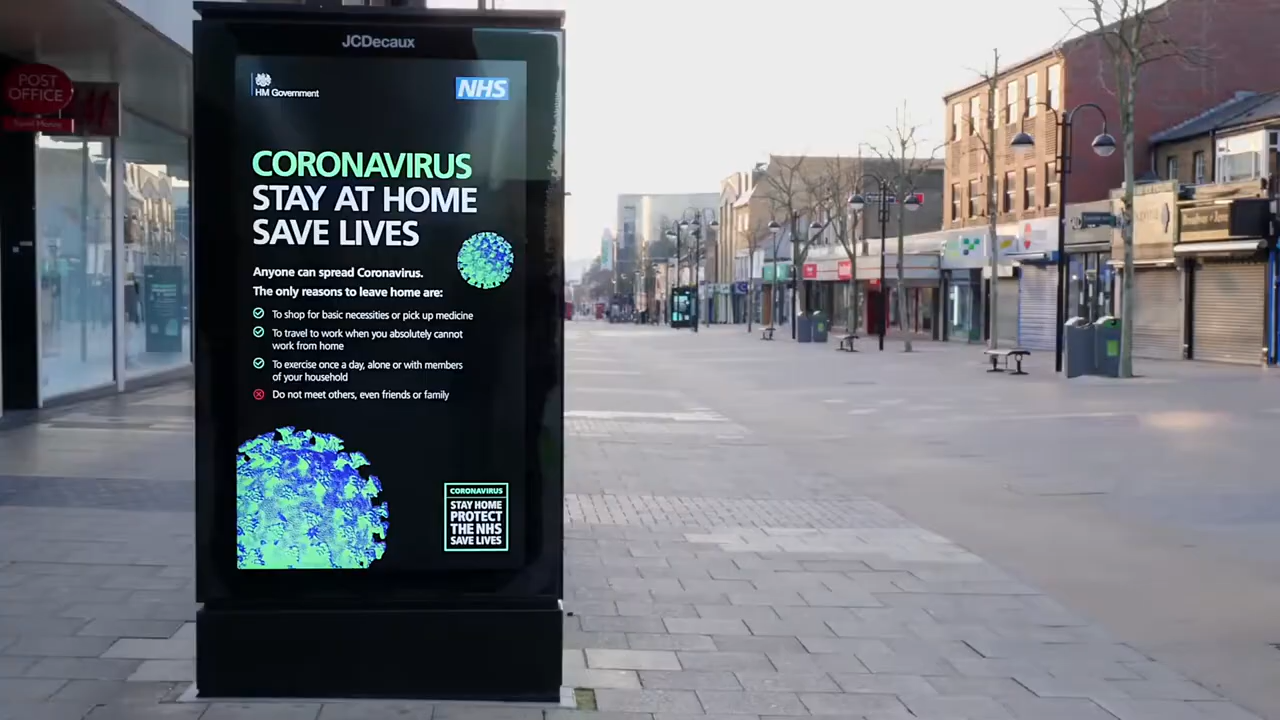 POST
OFFICE
Travel Money
JCDecaux
HM Government
NHS
CORONAVIRUS
STAY AT HOME
SAVE LIVES
Anyone can spread Coronavirus.
The only reasons to leave home are:
To shop for basic necessities or pick up medicine
To travel to work when you absolutely cannot
work from home
To exercise once a day, alone or with members
of your household
Do not meet others, even friends or family
CORONAVIRUS
STAY HOME
PROTECT
THE NHS
SAVE LIVES